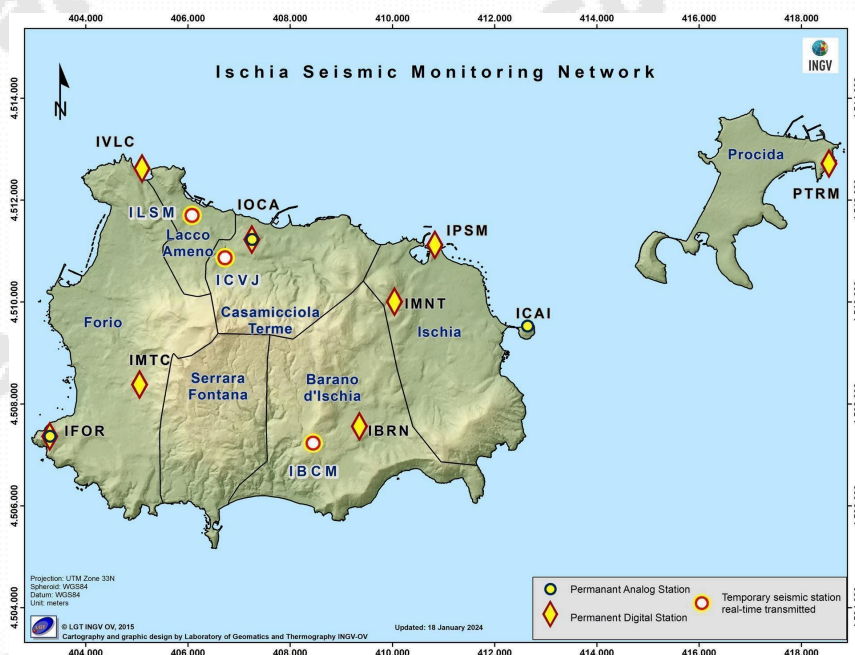 404.000 406.000 408.000 410.000 412.000 414.000 416.000 418.000
INGV
Ischia Seismic Monitoring Network
4.514.000
N
IVLC
Procida
PTRM
4.512.000
ILSM
IOCA
Lacco
Ameno
IPSM
ICVJ
4.510.000
IMNT
Casamicciola
Terme
ICAI
Forio
Ischia
IMTC
Serrara
Fontana
Barano
d'Ischia
4.508.000
IFOR
IBRN
IBCM
4.506.000
Projection: UTM Zone 33N
Spheroid: WGS84
Datum: WGS84
Unit: meters
4.504.000
Permanant Analog Station
Permanent Digital Station
Temporary seismic station
real-time transmitted
LGT
© LGT INGV OV, 2015
Updated: 18 January 2024
Cartography and graphic design by Laboratory of Geomatics and Thermography INGV-OV
404.000 406.000 408.000 410.000 412.000 414.000 416.000 418.000